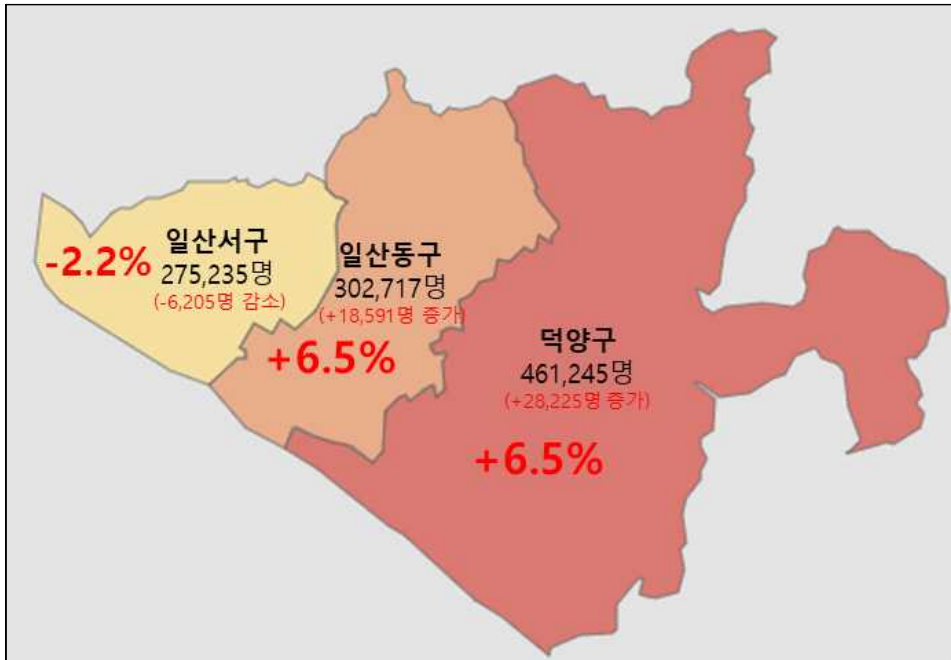 -2.2%
일산서구
275,235명
(-6,205명 감소)
일산동구
302,717명
(+18,591명 증가)
+6.5%
덕양구
461,245명
(+28,225명 증가)
+6.5%